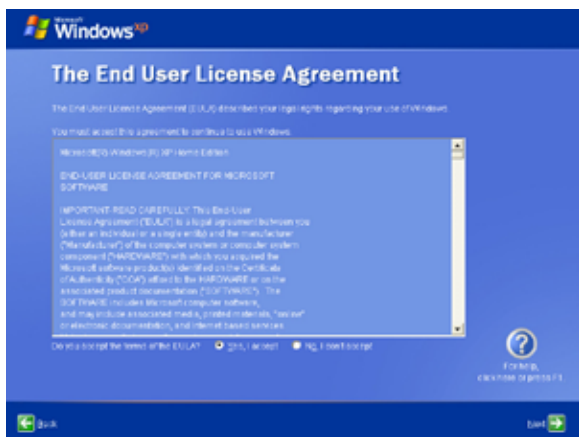 Microsoft
Windows xp
The End User License Agreement
The End User License Agreement (EULA) describes your legal rights regarding your use of Windows.
You must accept this agreement to continue to use Windows.
Microsoft(R) Windows(R) XP Home Edition
END-USER LICENSE AGREEMENT FOR MICROSOFT
SOFTWARE
IMPORTANT-READ CAREFULLY: This End-User
License Agreement ("EULA") is a legal agreement between you
(either an individual or a single entity) and the manufacturer
("Manufacturer") of the computer system or computer system
component ("HARDWARE") with which you acquired the
Microsoft software product(s) identified on the Certificate
of Authenticity ("COA") affixed to the HARDWARE or on the
associated product documentation ("SOFTWARE"). The
SOFTWARE includes Microsoft computer software,
and may include associated media, printed materials, "online"
or electronic documentation, and internet based services
Do you accept the terms of the EULA? Yes, I accept No, I don't accept
For help,
click here or press F1.
Back
Next